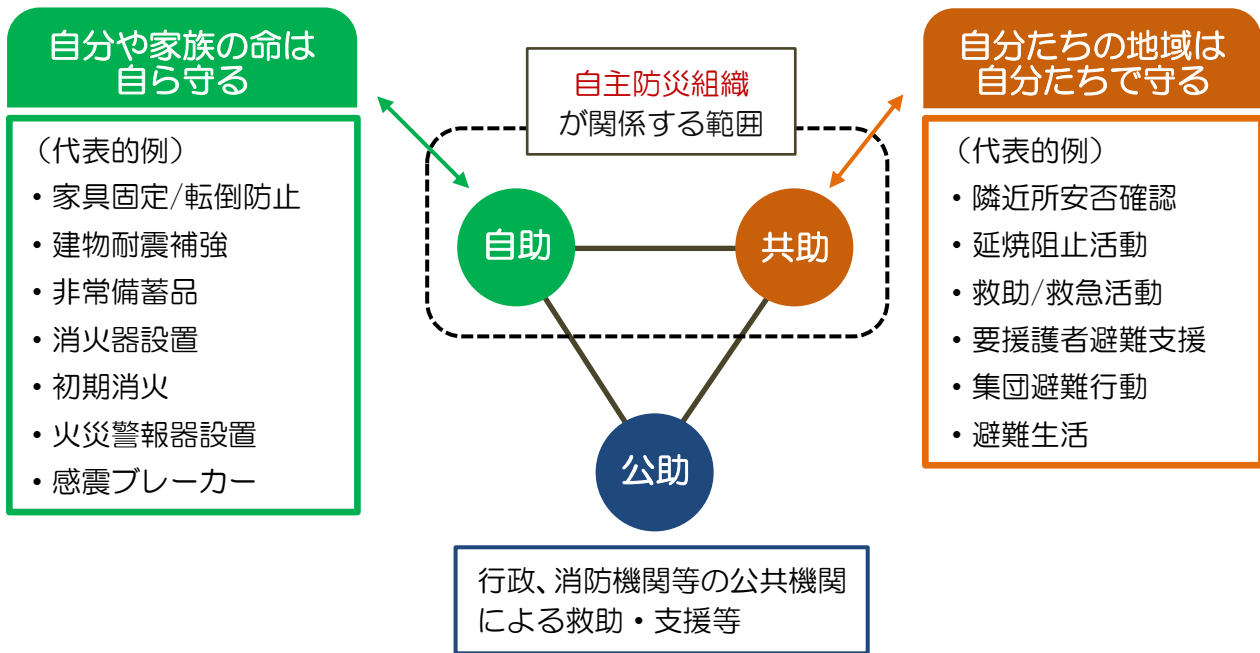 自分や家族の命は
自ら守る
（代表的例）
・家具固定/転倒防止
・建物耐震補強
・非常備蓄品
・消火器設置
・初期消火
・火災警報器設置
・感震ブレーカー
自主防災組織
が関係する範囲
自助
共助
公助
行政、消防機関等の公共機関
による救助・支援等
自分たちの地域は
自分たちで守る
（代表的例）
・隣近所安否確認
・延焼阻止活動
・救助/救急活動
・要援護者避難支援
・集団避難行動
・避難生活